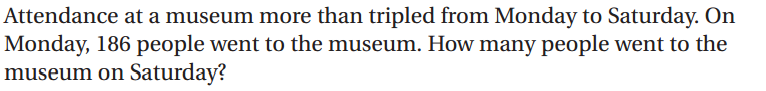 Attendance at a museum more than tripled from Monday to Saturday. On
Monday, 186 people went to the museum. How many people went to the
museum on Saturday?